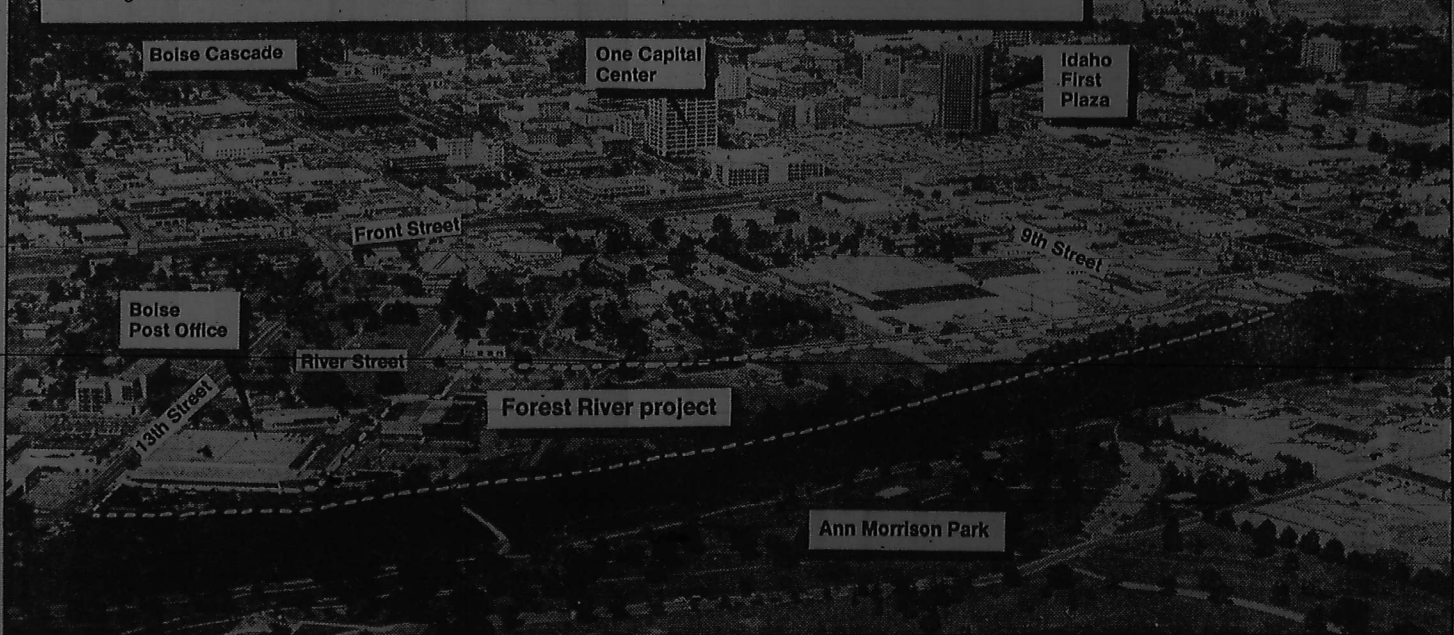 Boise Cascade
One Capital
Center
Idaho
First
Plaza
Front Street
9th Street
Boise
Post Office
River Street
13th Street
Forest River project
Ann Morrison Park